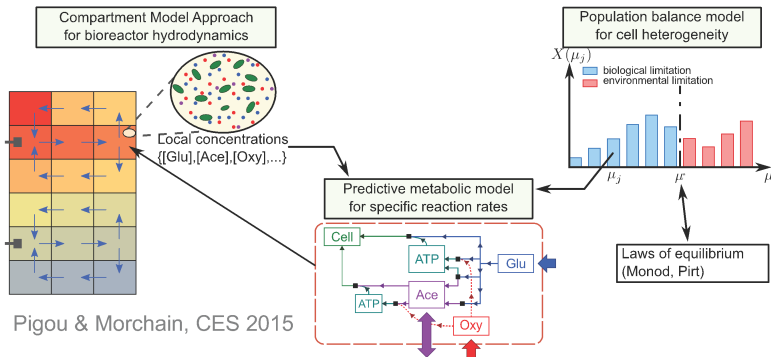 Compartment Model Approach
for bioreactor hydrodynamics
Population balance model
for cell heterogeneity
X(μj)
biological limitation
environmental limitation
Local concentrations
{[Glu],[Ace],[Oxy],...}
μj
μ*
μ
Predictive metabolic model
for specific reaction rates
Cell
ATP
Glu
Laws of equilibrium
(Monod, Pirt)
ATP
Ace
Oxy
Pigou & Morchain, CES 2015